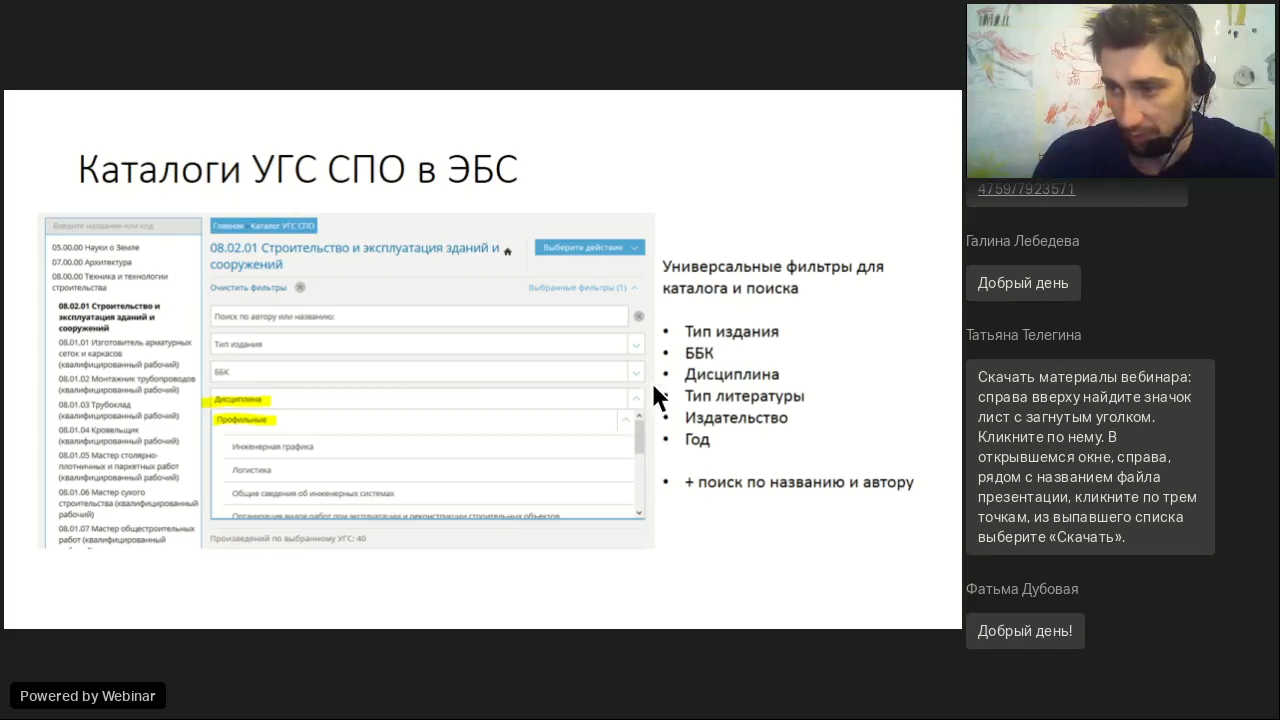 Каталоги УГС СПО в ЭБС
Введите название или код
05.00.00 Науки о Земле
07.00.00 Архитектура
08.00.00 Техника и технологии
строительства
08.02.01 Строительство и
эксплуатация зданий и
сооружений
08.01.01 Изготовитель арматурных
сеток и каркасов
(квалифицированный рабочий)
08.01.02 Монтажник трубопроводов
(квалифицированный рабочий)
08.01.03 Трубоклад
(квалифицированный рабочий)
08.01.04 Кровельщик
(квалифицированный рабочий)
08.01.05 Мастер столярно-
плотничных и паркетных работ
(квалифицированный рабочий)
08.01.06 Мастер сухого
строительства (квалифицированный
рабочий)
08.01.07 Мастер общестроительных
работ (квалифицированный
Главная Каталог УГС СПО
08.02.01 Строительство и эксплуатация зданий и
сооружений
Выберите действие
Очистить фильтры
Выбранные фильтры (1)
Поиск по автору или названию:
Тип издания
ББК
Дисциплина
Профильные
Инженерная графика
Логистика
Общие сведения об инженерных системах
Организация видов работ при эксплуатации и реконструкции строительных объектов
Произведений по выбранному УГС: 40
Универсальные фильтры для
каталога и поиска
• Тип издания
• ББК
• Дисциплина
• Тип литературы
• Издательство
• Год
• + поиск по названию и автору
4759/7923571
Галина Лебедева
Добрый день
Татьяна Телегина
Скачать материалы вебинара:
справа вверху найдите значок
лист с загнутым уголком.
Кликните по нему. В
открывшемся окне, справа,
рядом с названием файла
презентации, кликните по трем
точкам, из выпавшего списка
выберите «Скачать».
Фатьма Дубовая
Добрый день!
Powered by Webinar